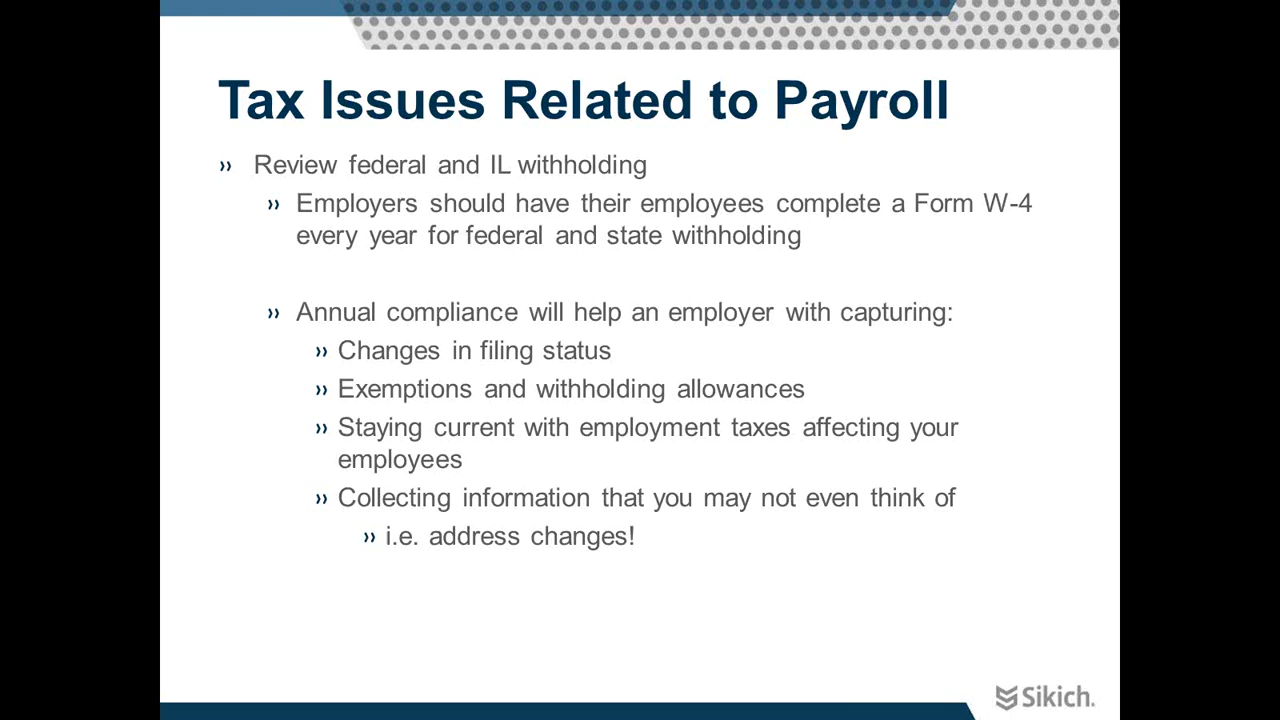 Tax Issues Related to Payroll
›› Review federal and IL withholding
›› Employers should have their employees complete a Form W-4
every year for federal and state withholding
›› Annual compliance will help an employer with capturing:
›› Changes in filing status
›› Exemptions and withholding allowances
›› Staying current with employment taxes affecting your
employees
›› Collecting information that you may not even think of
›› i.e. address changes!
Sikich.